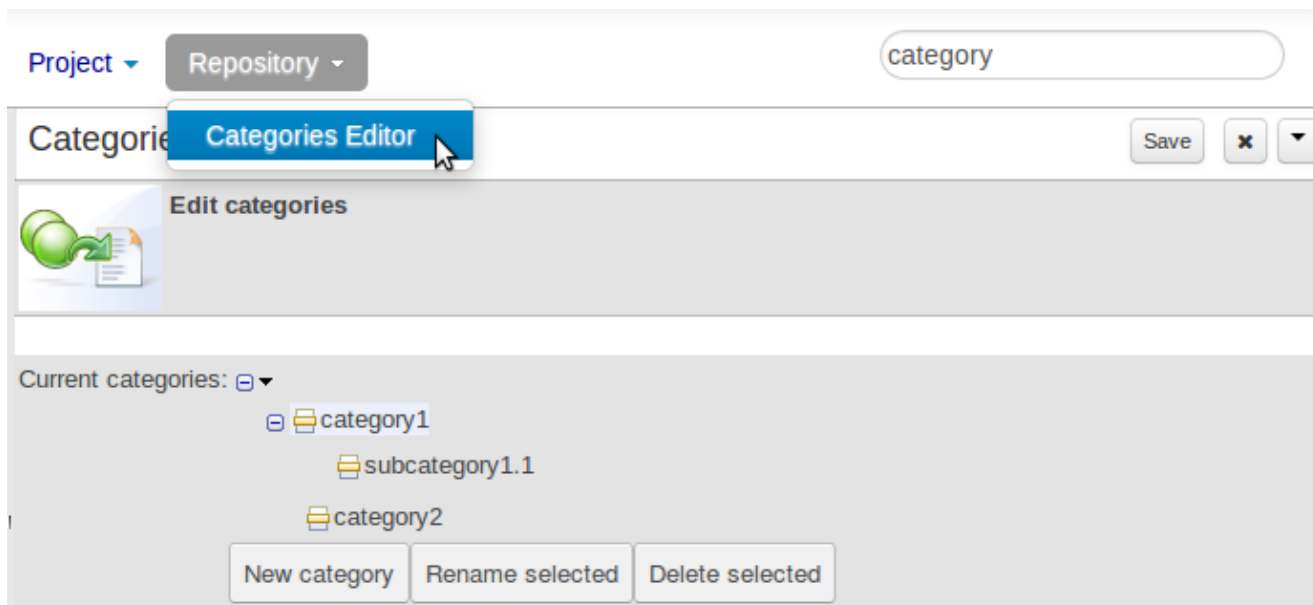 Project Repository category
Categorie Categories Editor Save
Edit categories
Current categories:
category1
subcategory1.1
category2
New category Rename selected Delete selected